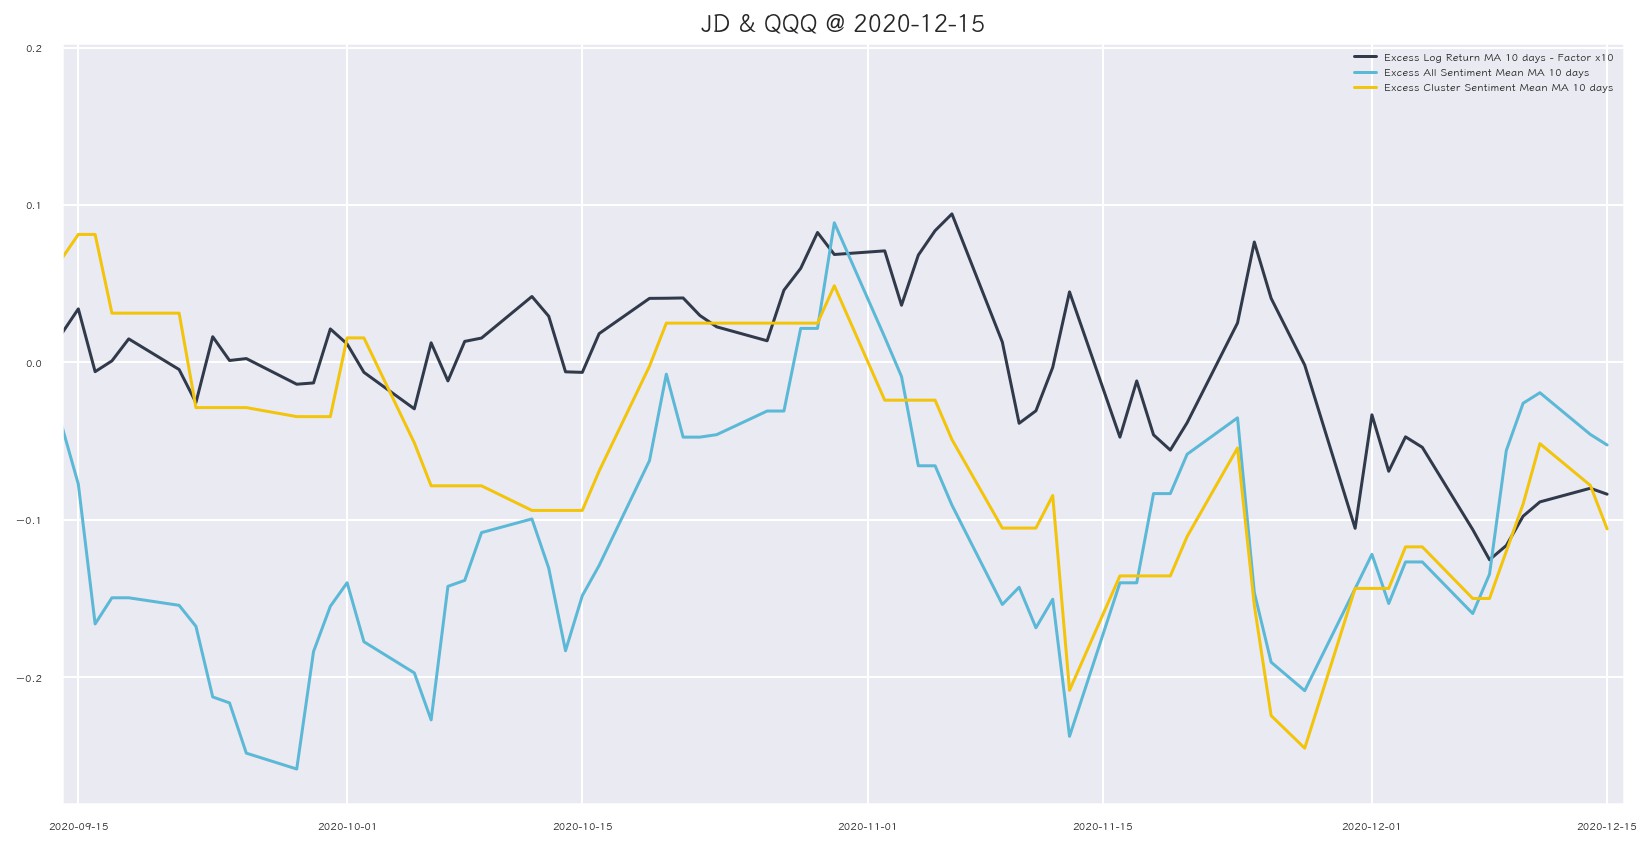 JD & QQQ @ 2020-12-15
Excess Log Return MA 10 days - Factor x10
Excess All Sentiment Mean MA 10 days
Excess Cluster Sentiment Mean MA 10 days
0.2
0.1
0.0
−0.1
−0.2
2020-09-15 2020-10-01 2020-10-15 2020-11-01 2020-11-15 2020-12-01 2020-12-15